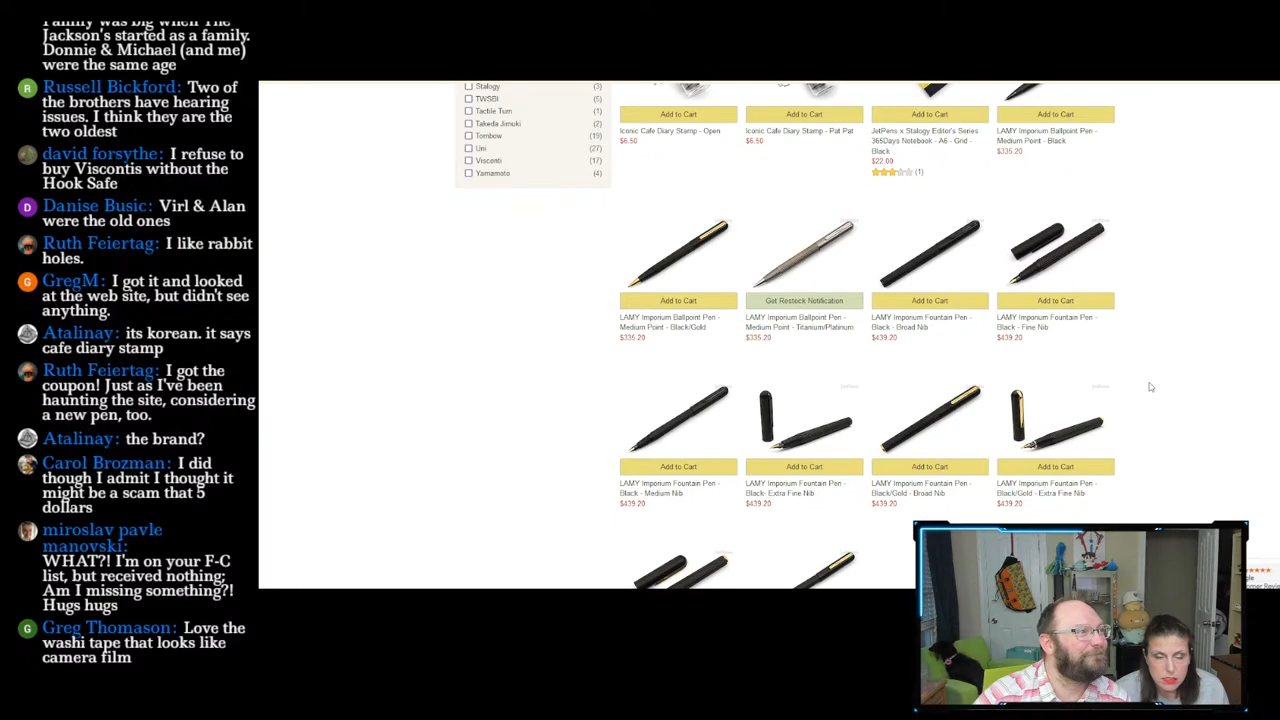 Family was big when The
Jackson's started as a family.
Donnie & Michael (and me)
were the same age
R Russell Bickford: Two of
the brothers have hearing
issues. I think they are the
two oldest
david forsythe: I refuse to
buy Viscontis without the
Hook Safe
D Danise Busic: Virl & Alan
were the old ones
Ruth Feiertag: I like rabbit
holes.
G GregM: I got it and looked
at the web site, but didn't see
anything.
Atalinay: its korean. it says
cafe diary stamp
Ruth Feiertag: I got the
coupon! Just as I've been
haunting the site, considering
a new pen, too.
Atalinay: the brand?
Carol Brozman: I did
though I admit I thought it
might be a scam that 5
dollars
miroslav pavle
manovski:
WHAT?! I'm on your F-C
list, but received nothing;
Am I missing something?!
Hugs hugs
G Greg Thomason: Love the
washi tape that looks like
camera film
Stalogy (3)
TWSBI (5)
Tactile Turn (1)
Takeda Jimuki (2)
Tombow (19)
Uni (27)
Visconti (17)
Yamamoto (4)
Add to Cart Add to Cart Add to Cart Add to Cart
Iconic Cafe Diary Stamp - Open
$6.50
Iconic Cafe Diary Stamp - Pat Pat
$6.50
JetPens x Stalogy Editor's Series
365Days Notebook - A6 - Grid -
Black
$22.00
(1)
LAMY Imporium Ballpoint Pen -
Medium Point - Black
$335.20
Add to Cart Get Restock Notification Add to Cart Add to Cart
LAMY Imporium Ballpoint Pen -
Medium Point - Black/Gold
$335.20
LAMY Imporium Ballpoint Pen -
Medium Point - Titanium/Platinum
$335.20
LAMY Imporium Fountain Pen -
Black - Broad Nib
$439.20
LAMY Imporium Fountain Pen -
Black - Fine Nib
$439.20
Add to Cart Add to Cart Add to Cart Add to Cart
LAMY Imporium Fountain Pen -
Black - Medium Nib
$439.20
LAMY Imporium Fountain Pen -
Black- Extra Fine Nib
$439.20
LAMY Imporium Fountain Pen -
Black/Gold - Broad Nib
$439.20
LAMY Imporium Fountain Pen -
Black/Gold - Extra Fine Nib
$439.20